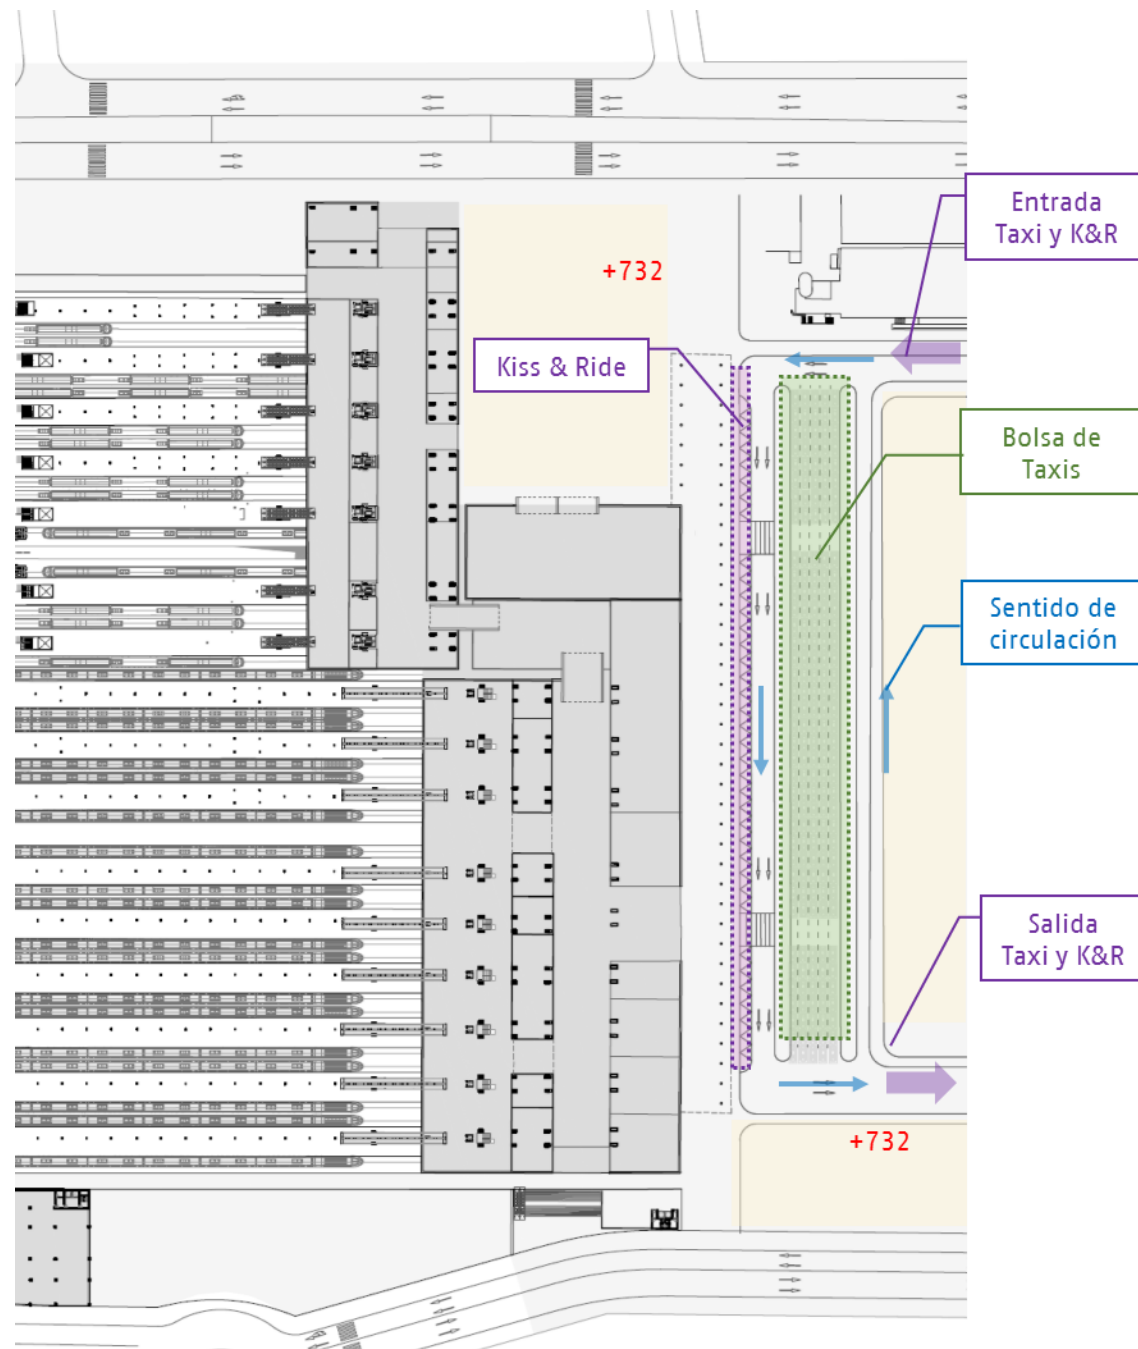 Entrada
Taxi y K&R
+732
Kiss & Ride
Bolsa de
Taxis
Sentido de
circulación
Salida
Taxi y K&R
+732